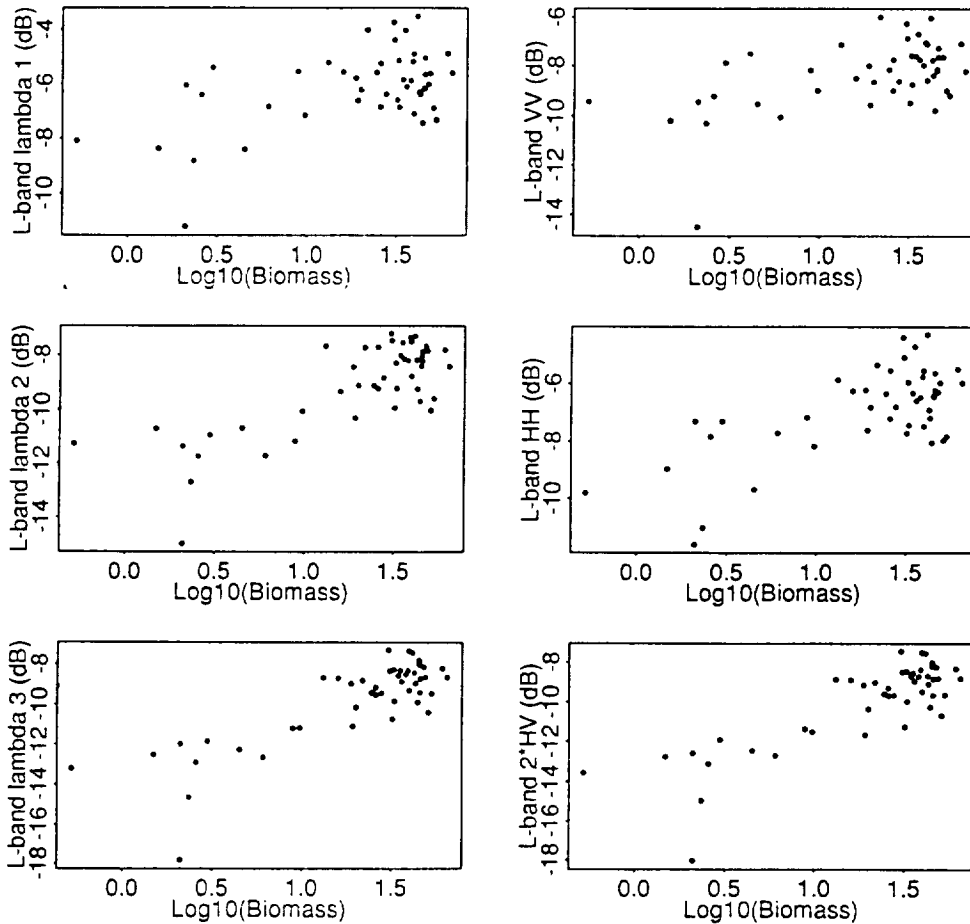 L-band lambda 1 (dB)
-4
-6
-8
-10
0.0 0.5 1.0 1.5
Log10(Biomass)
L-band VV (dB)
-6
-8
-10
-12
-14
0.0 0.5 1.0 1.5
Log10(Biomass)
L-band lambda 2 (dB)
-8
-10
-12
-14
0.0 0.5 1.0 1.5
Log10(Biomass)
L-band HH (dB)
-6
-8
-10
0.0 0.5 1.0 1.5
Log10(Biomass)
L-band lambda 3 (dB)
-8
-10
-12
-14
-16
-18
0.0 0.5 1.0 1.5
Log10(Biomass)
L-band 2*HV (dB)
-8
-10
-12
-14
-16
-18
0.0 0.5 1.0 1.5
Log10(Biomass)